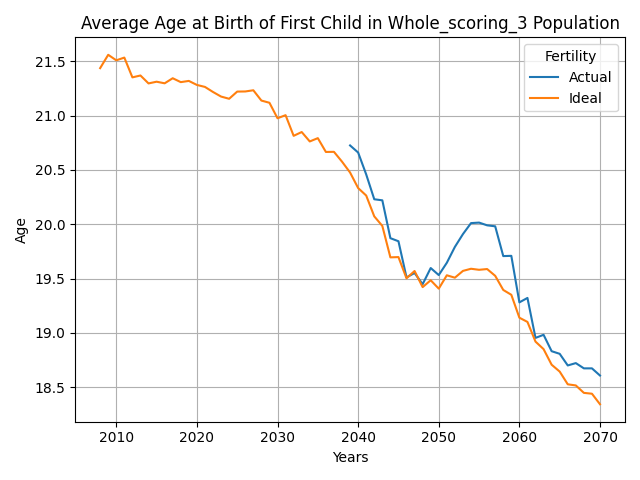 Average Age at Birth of First Child in Whole_scoring_3 Population
Fertility
Actual
Ideal
Age
21.5
21.0
20.5
20.0
19.5
19.0
18.5
2010 2020 2030 2040 2050 2060 2070
Years